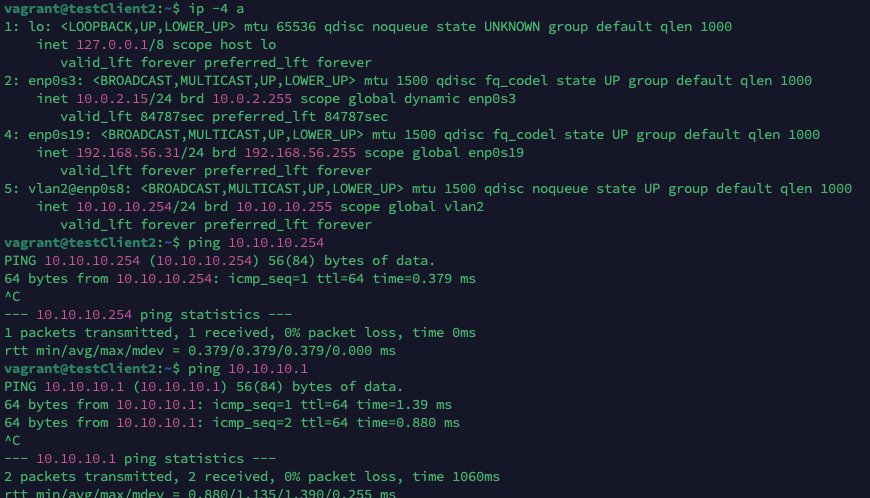 vagrant@testClient2:~$ ip -4 a
1: lo: <LOOPBACK,UP,LOWER_UP> mtu 65536 qdisc noqueue state UNKNOWN group default qlen 1000
    inet 127.0.0.1/8 scope host lo
       valid_lft forever preferred_lft forever
2: enp0s3: <BROADCAST,MULTICAST,UP,LOWER_UP> mtu 1500 qdisc fq_codel state UP group default qlen 1000
    inet 10.0.2.15/24 brd 10.0.2.255 scope global dynamic enp0s3
       valid_lft 84787sec preferred_lft 84787sec
4: enp0s19: <BROADCAST,MULTICAST,UP,LOWER_UP> mtu 1500 qdisc fq_codel state UP group default qlen 1000
    inet 192.168.56.31/24 brd 192.168.56.255 scope global enp0s19
       valid_lft forever preferred_lft forever
5: vlan2@enp0s8: <BROADCAST,MULTICAST,UP,LOWER_UP> mtu 1500 qdisc noqueue state UP group default qlen 1000
    inet 10.10.10.254/24 brd 10.10.10.255 scope global vlan2
       valid_lft forever preferred_lft forever
vagrant@testClient2:~$ ping 10.10.10.254
PING 10.10.10.254 (10.10.10.254) 56(84) bytes of data.
64 bytes from 10.10.10.254: icmp_seq=1 ttl=64 time=0.379 ms
^C
--- 10.10.10.254 ping statistics ---
1 packets transmitted, 1 received, 0% packet loss, time 0ms
rtt min/avg/max/mdev = 0.379/0.379/0.379/0.000 ms
vagrant@testClient2:~$ ping 10.10.10.1
PING 10.10.10.1 (10.10.10.1) 56(84) bytes of data.
64 bytes from 10.10.10.1: icmp_seq=1 ttl=64 time=1.39 ms
64 bytes from 10.10.10.1: icmp_seq=2 ttl=64 time=0.880 ms
^C
--- 10.10.10.1 ping statistics ---
2 packets transmitted, 2 received, 0% packet loss, time 1060ms
rtt min/avg/max/mdev = 0.880/1.135/1.390/0.255 ms